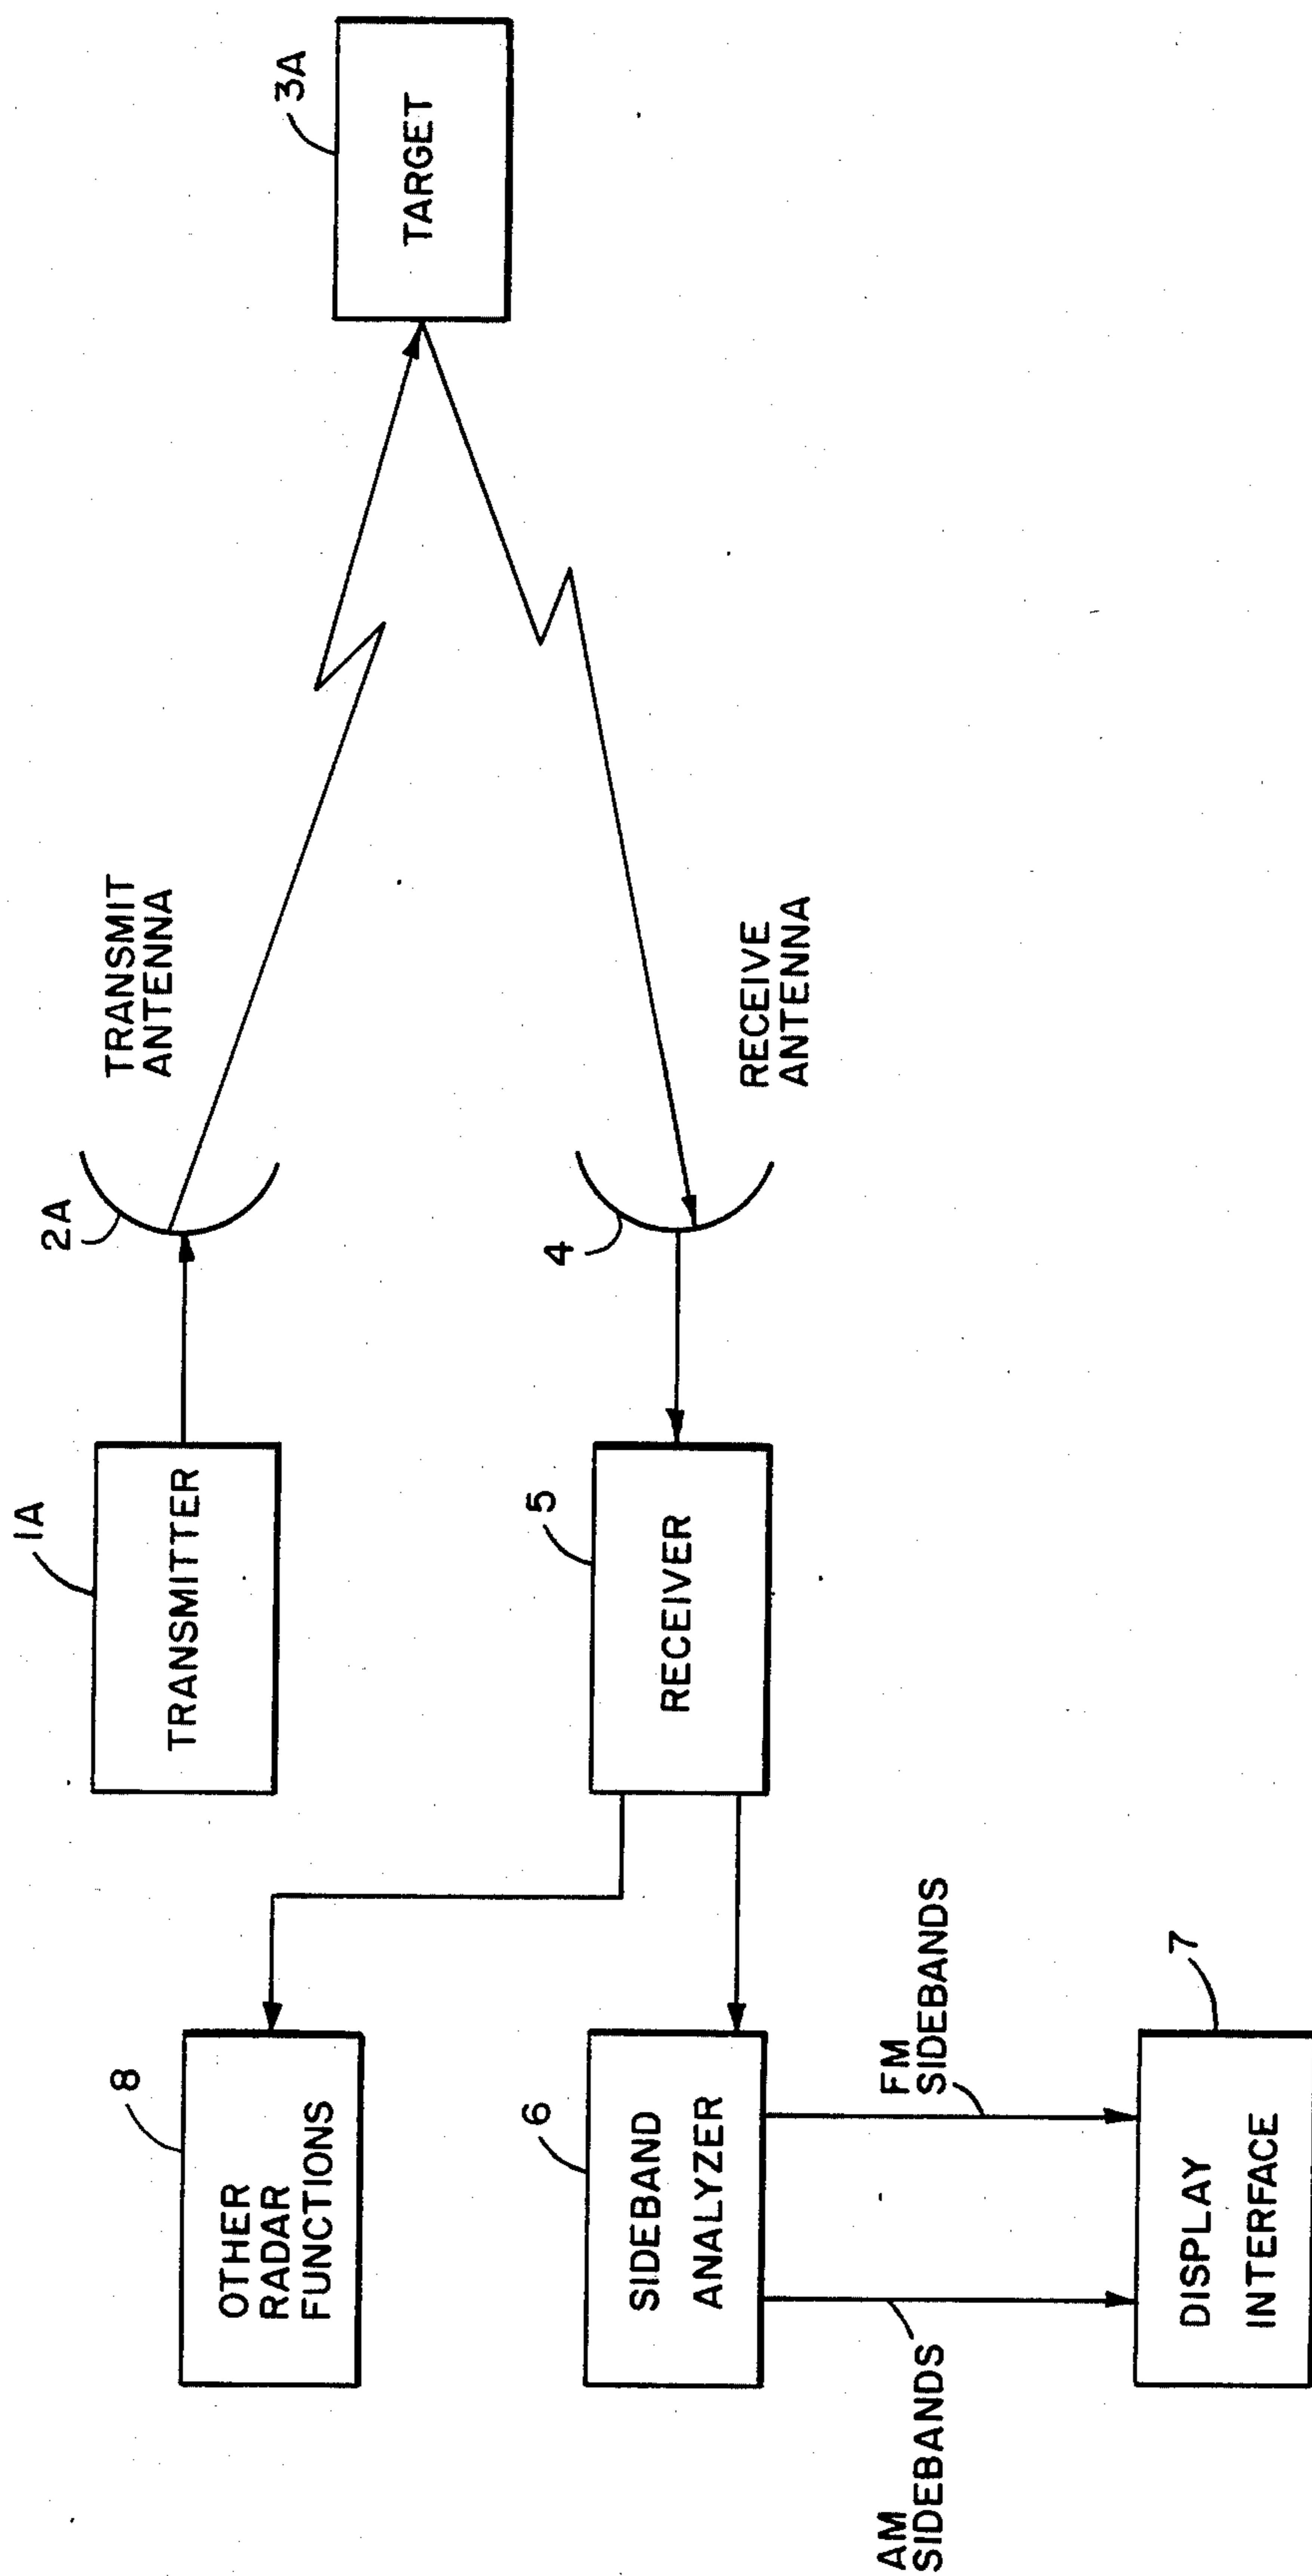 1A
TRANSMITTER
2A
TRANSMIT
ANTENNA
3A
TARGET
8
OTHER
RADAR
FUNCTIONS
5
RECEIVER
4
RECEIVE
ANTENNA
6
SIDEBAND
ANALYZER
AM
SIDEBANDS
FM
SIDEBANDS
7
DISPLAY
INTERFACE